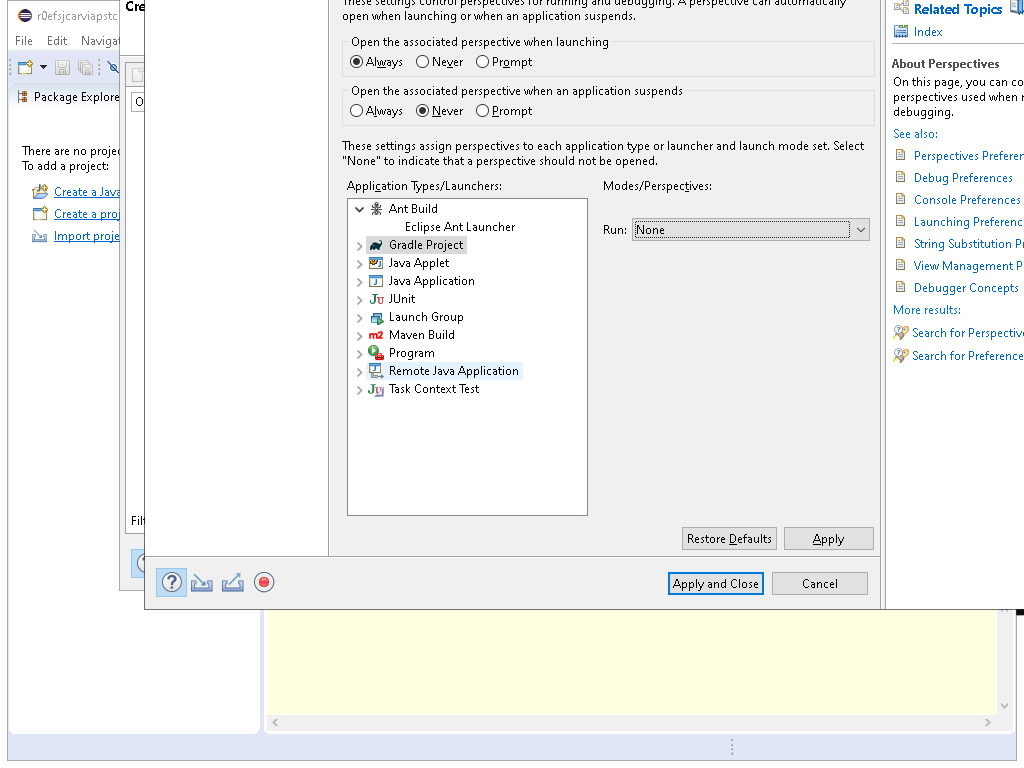 r0efsjcarviapstc
File Edit Navigat
Package Explore
There are no projec
To add a project:
Create a Java
Create a proj
Import proje
Cre
Filt
These settings control perspectives for running and debugging. A perspective can automatically
open when launching or when an application suspends.
Open the associated perspective when launching
Always Never Prompt
Open the associated perspective when an application suspends
Always Never Prompt
These settings assign perspectives to each application type or launcher and launch mode set. Select
"None" to indicate that a perspective should not be opened.
Application Types/Launchers:
Modes/Perspectives:
Ant Build
Eclipse Ant Launcher
Gradle Project
Java Applet
Java Application
JUnit
Launch Group
Maven Build
Program
Remote Java Application
Task Context Test
Run: None
Restore Defaults Apply
Apply and Close Cancel
Related Topics
Index
About Perspectives
On this page, you can co
perspectives used when r
debugging.
See also:
Perspectives Preferen
Debug Preferences
Console Preferences
Launching Preferenc
String Substitution Pr
View Management P
Debugger Concepts
More results:
Search for Perspective
Search for Preference